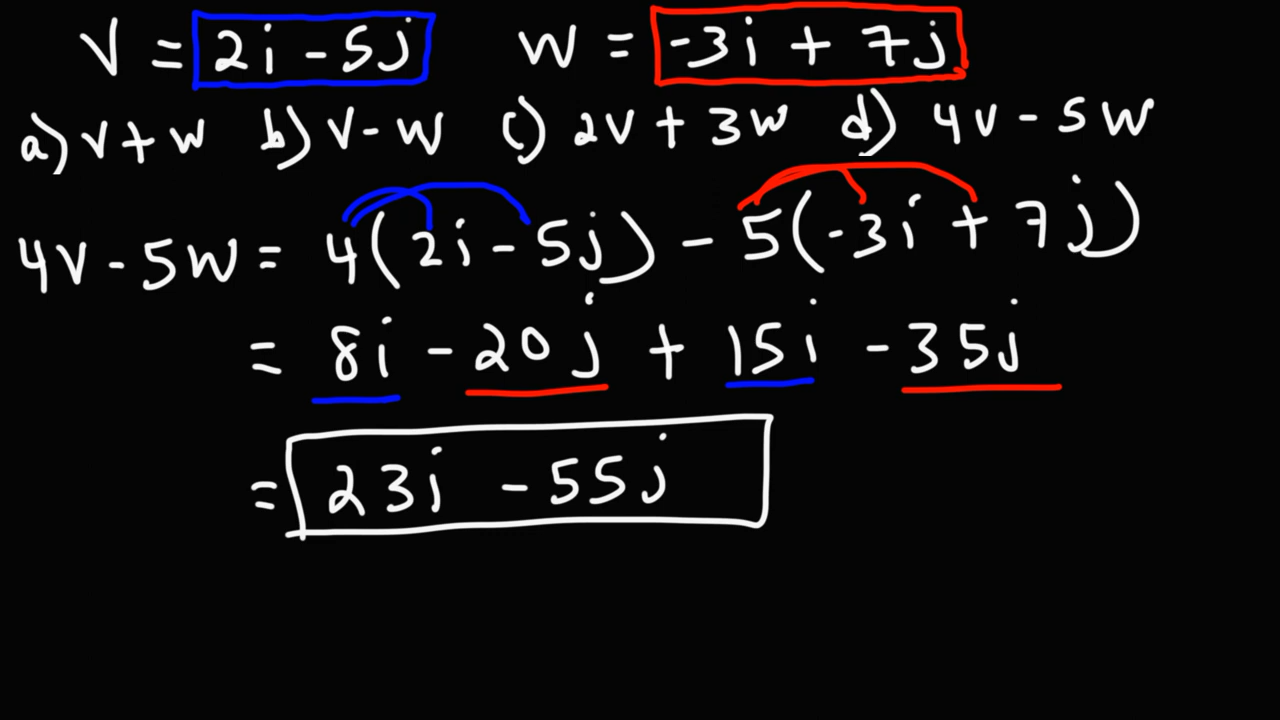 V = 2i - 5j W = -3i + 7j
a) V + W b) V - W c) 2V + 3W d) 4V - 5W
4V - 5W = 4(2i - 5j) - 5(-3i + 7j)
= 8i - 20j + 15i - 35j
= 23i - 55j